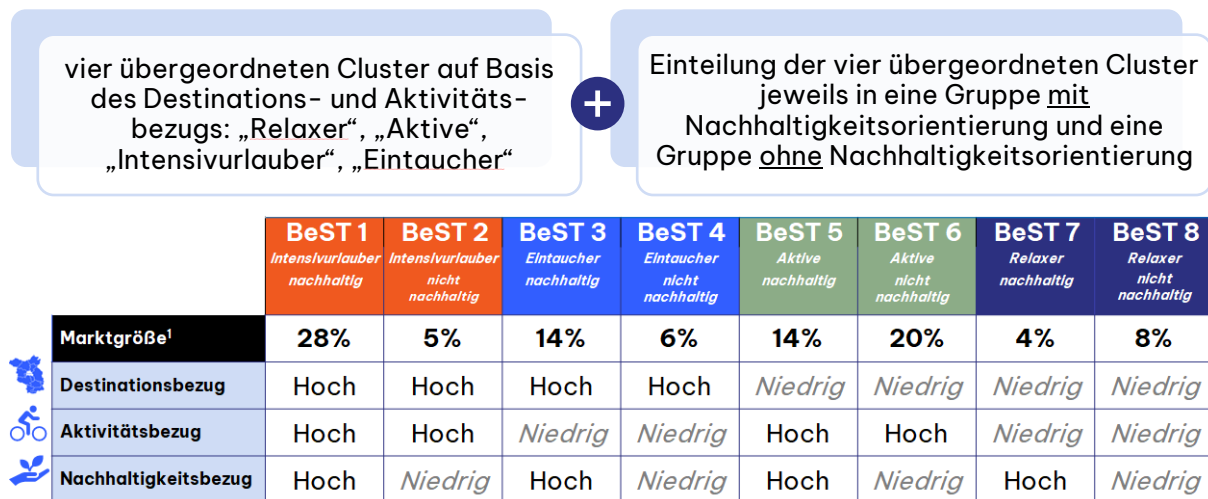 vier übergeordneten Cluster auf Basis
des Destinations- und Aktivitäts-
bezugs: „Relaxer“, „Aktive“,
„Intensivurlauber“, „Eintaucher“
+
Einteilung der vier übergeordneten Cluster
jeweils in eine Gruppe mit
Nachhaltigkeitsorientierung und eine
Gruppe ohne Nachhaltigkeitsorientierung
BeST 1 BeST 2 BeST 3 BeST 4 BeST 5 BeST 6 BeST 7 BeST 8
Intensivurlauber Intensivurlauber Eintaucher Eintaucher Aktive Aktive Relaxer Relaxer
nachhaltig nicht nachhaltig nicht nachhaltig nicht nachhaltig nicht
nachhaltig nachhaltig nachhaltig nachhaltig
Marktgröße¹ 28% 5% 14% 6% 14% 20% 4% 8%
Destinationsbezug Hoch Hoch Hoch Hoch Niedrig Niedrig Niedrig Niedrig
Aktivitätsbezug Hoch Hoch Niedrig Niedrig Hoch Hoch Niedrig Niedrig
Nachhaltigkeitsbezug Hoch Niedrig Hoch Niedrig Hoch Niedrig Hoch Niedrig